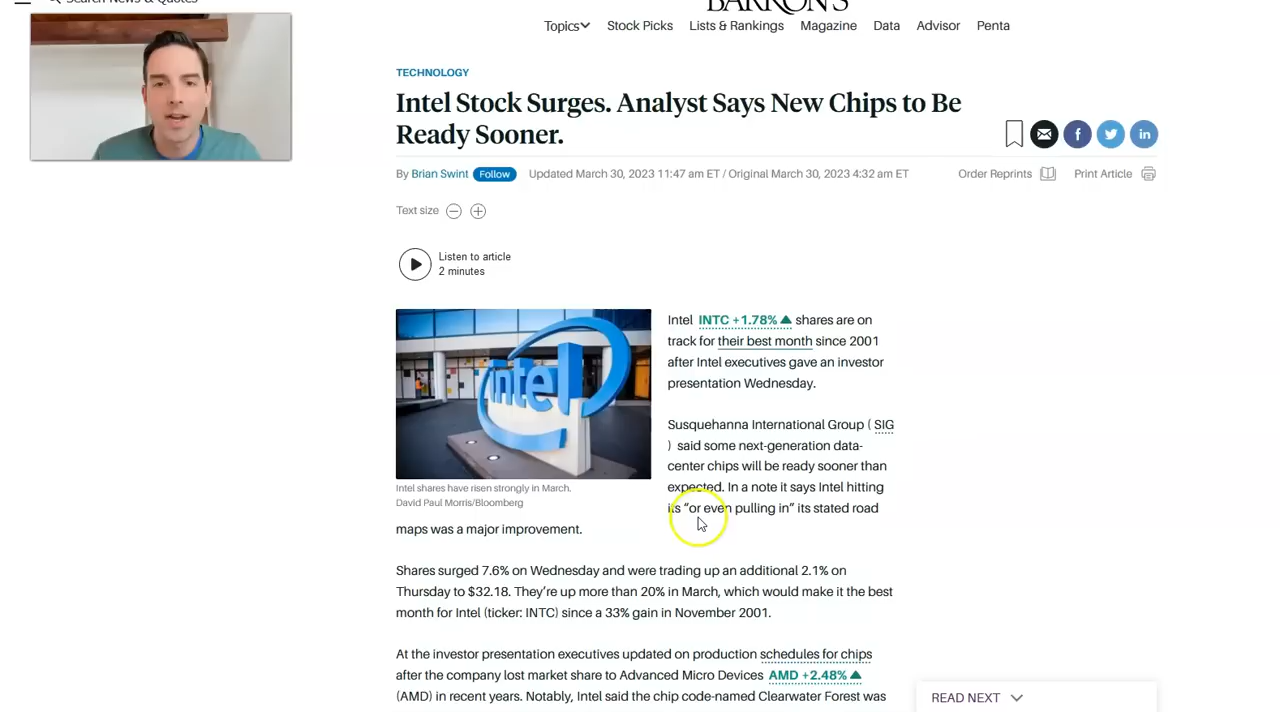 Search News & Quotes
BARRON'S
Topics
Stock Picks
Lists & Rankings
Magazine
Data
Advisor
Penta
TECHNOLOGY
Intel Stock Surges. Analyst Says New Chips to Be
Ready Sooner.
By Brian Swint Follow Updated March 30, 2023 11:47 am ET / Original March 30, 2023 4:32 am ET
Order Reprints
Print Article
Text size
Listen to article
2 minutes
intel
Intel shares have risen strongly in March.
David Paul Morris/Bloomberg
Intel INTC +1.78% shares are on
track for their best month since 2001
after Intel executives gave an investor
presentation Wednesday.
Susquehanna International Group ( SIG
) said some next-generation data-
center chips will be ready sooner than
expected. In a note it says Intel hitting
its "or even pulling in" its stated road
maps was a major improvement.
Shares surged 7.6% on Wednesday and were trading up an additional 2.1% on
Thursday to $32.18. They're up more than 20% in March, which would make it the best
month for Intel (ticker: INTC) since a 33% gain in November 2001.
At the investor presentation executives updated on production schedules for chips
after the company lost market share to Advanced Micro Devices AMD +2.48%
(AMD) in recent years. Notably, Intel said the chip code-named Clearwater Forest was
READ NEXT